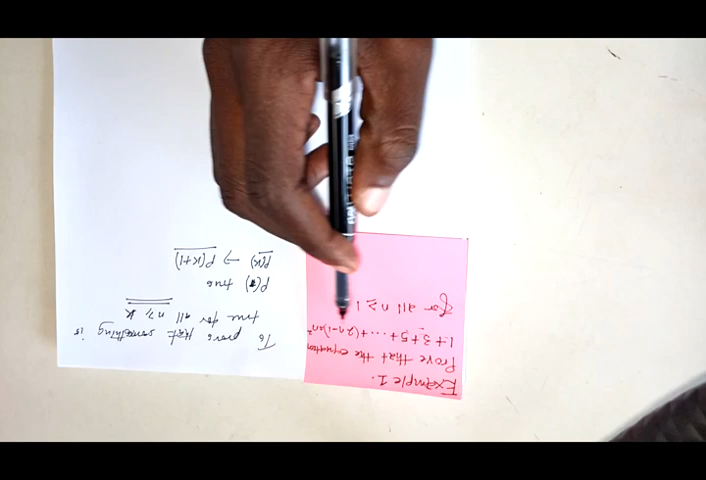 Example 1.
Prove that the equation
1+3+5+.....+(2n-1)=n²
for all n ≥ 1
To prove that something is
true for all n ≥ k
P(k) true
P(k) → P(k+1)